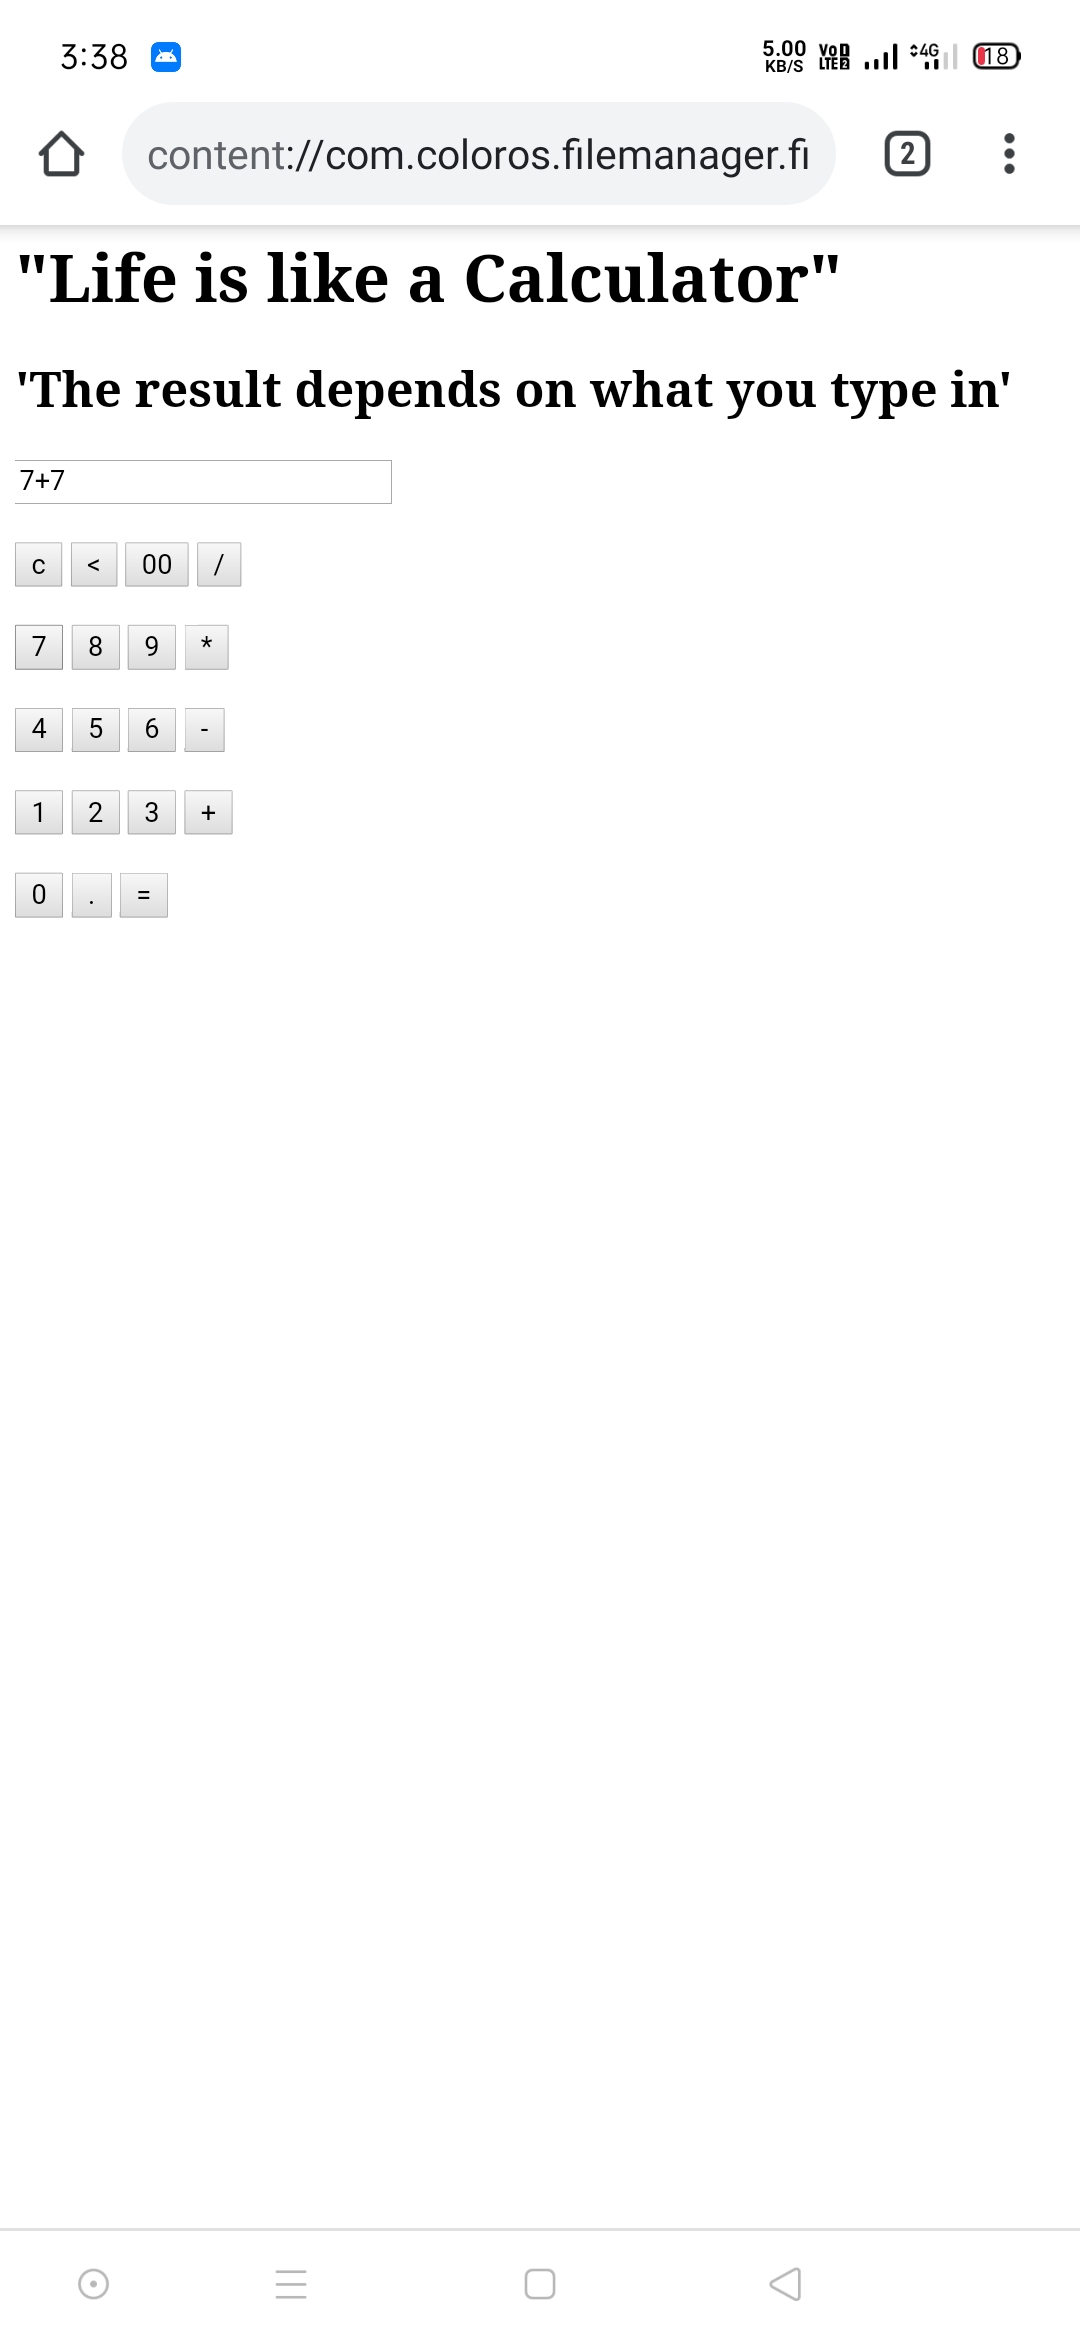 3:38 5.00 KB/S VoD LTE2 4G 18
content://com.coloros.filemanager.fi 2
"Life is like a Calculator"
'The result depends on what you type in'
7+7
c < 00 /
7 8 9 *
4 5 6 -
1 2 3 +
0 . =